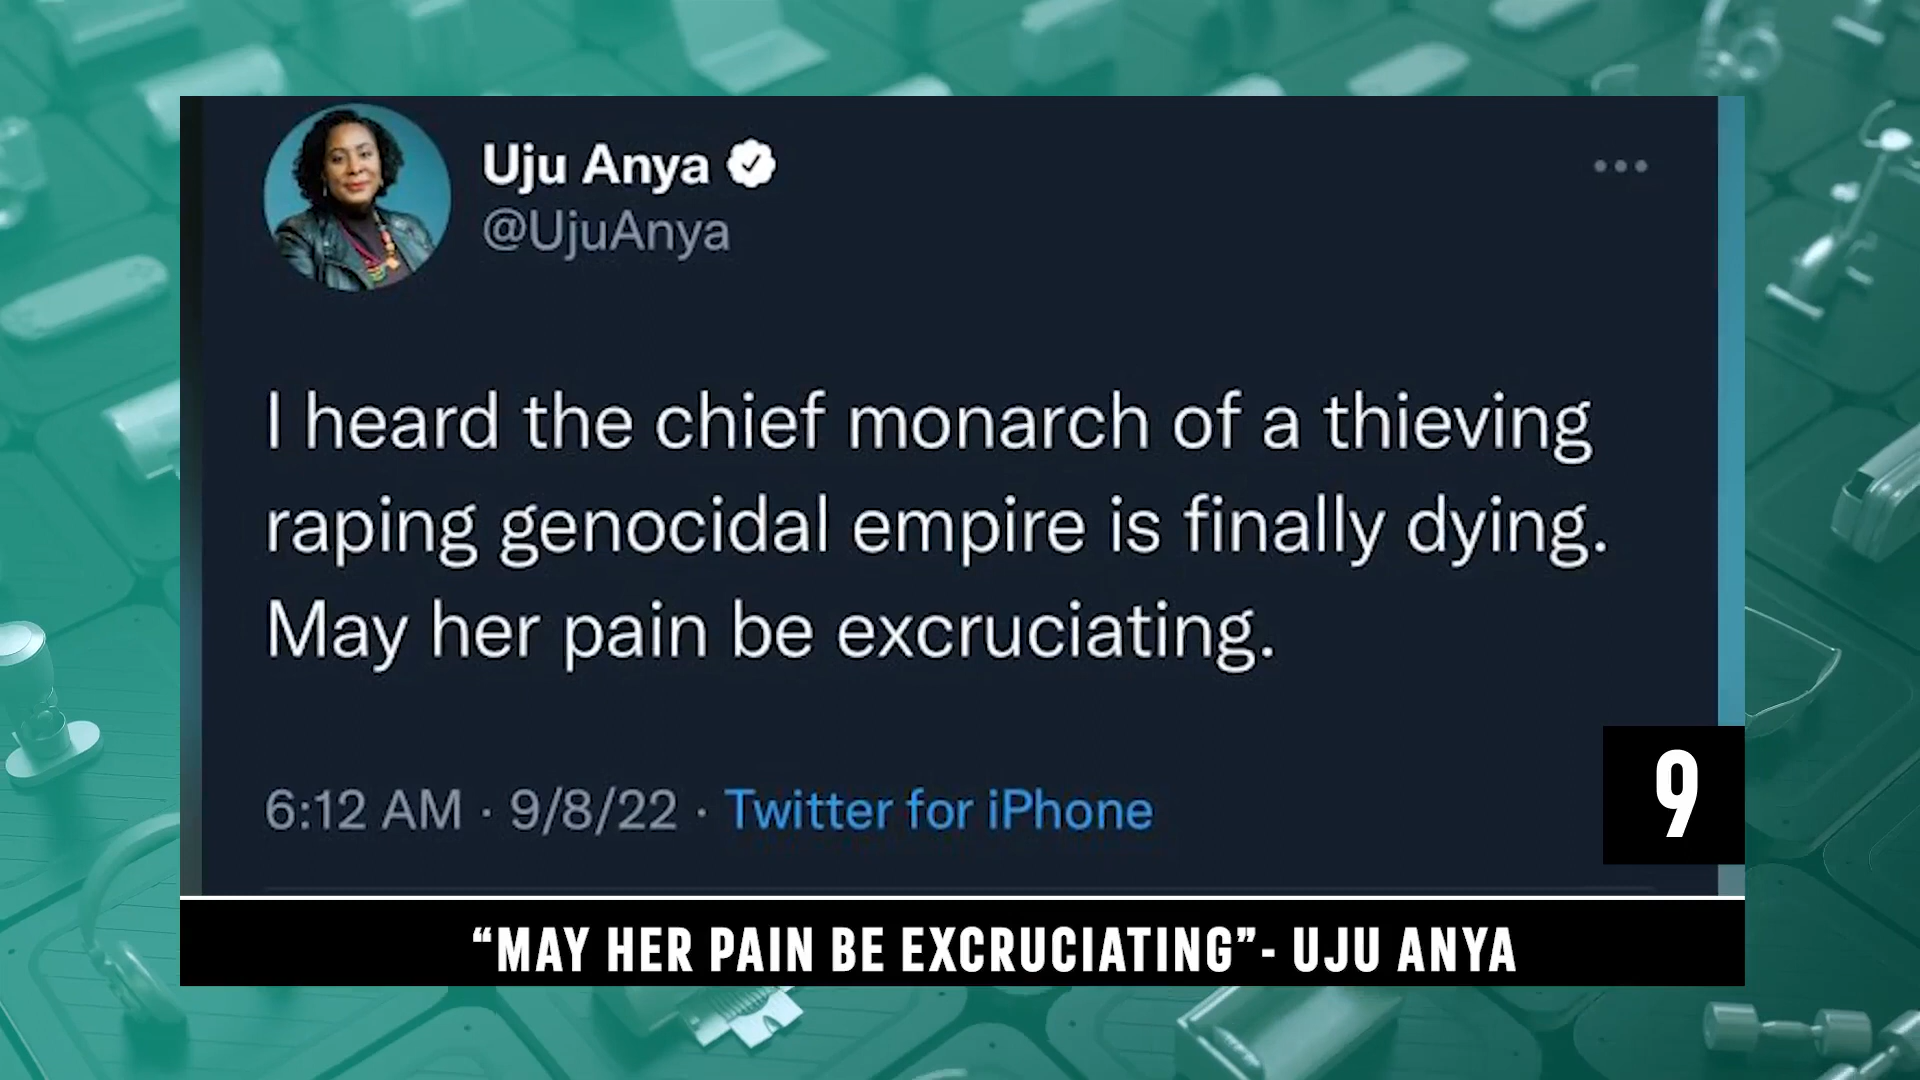 Uju Anya
@UjuAnya
I heard the chief monarch of a thieving
raping genocidal empire is finally dying.
May her pain be excruciating.
6:12 AM · 9/8/22 · Twitter for iPhone
9
“MAY HER PAIN BE EXCRUCIATING”- UJU ANYA